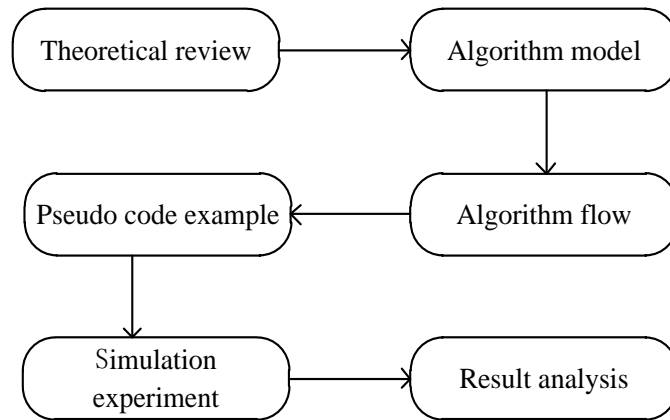 Theoretical review
Algorithm model
Algorithm flow
Pseudo code example
Simulation
experiment
Result analysis